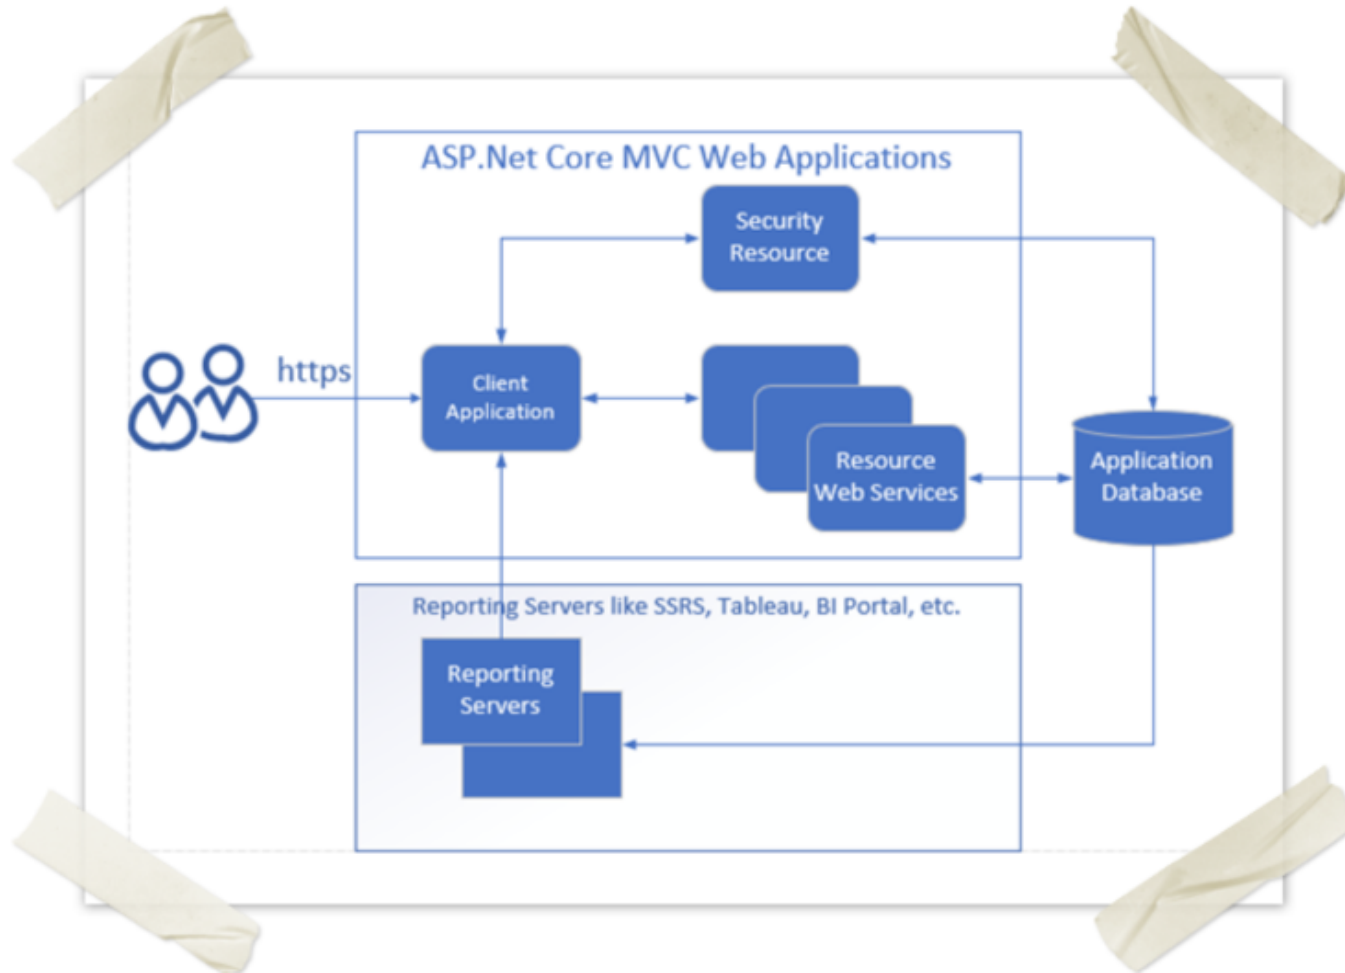 ASP.Net Core MVC Web Applications
Security
Resource
https
Client
Application
Resource
Web Services
Application
Database
Reporting Servers like SSRS, Tableau, BI Portal, etc.
Reporting
Servers